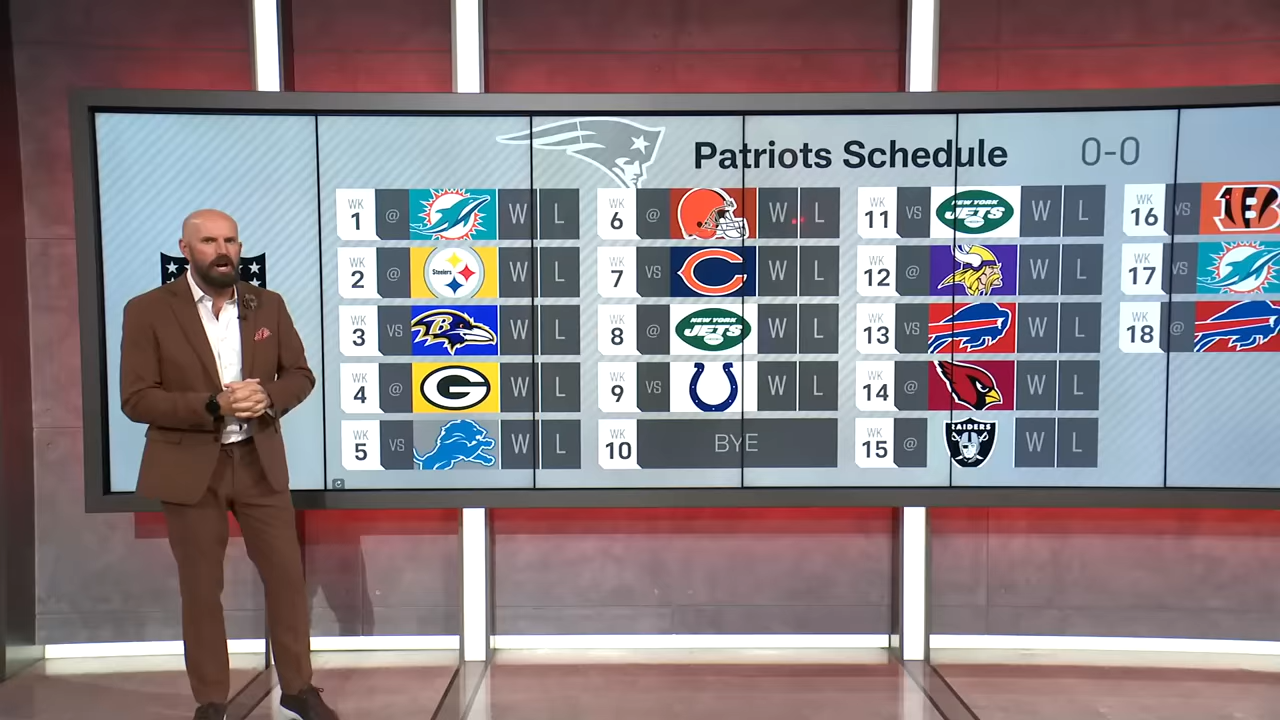 Patriots Schedule 0-0
WK 1 @ W L
WK 2 @ Steelers W L
WK 3 VS B W L
WK 4 @ G W L
WK 5 VS W L
WK 6 @ W L
WK 7 VS C W L
WK 8 @ NEW YORK JETS W L
WK 9 VS W L
WK 10 BYE
WK 11 VS NEW YORK JETS W L
WK 12 @ W L
WK 13 VS W L
WK 14 @ W L
WK 15 @ RAIDERS W L
WK 16 VS B
WK 17 VS
WK 18 @